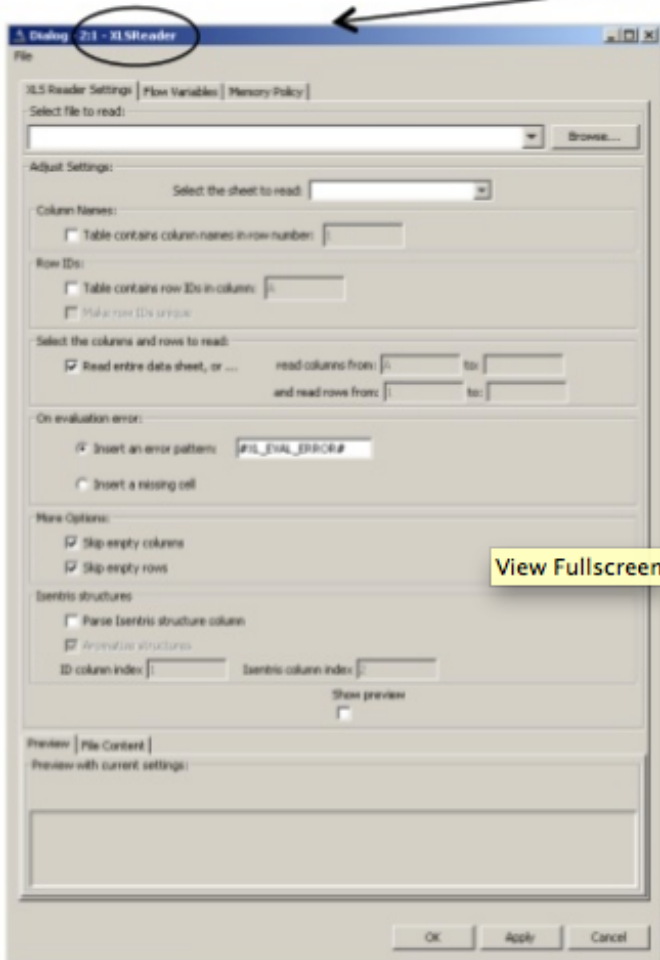 Dialog - 2:1 - XLSReader
File
XLS Reader Settings Flow Variables Memory Policy
Select file to read:
Browse...
Adjust Settings:
Select the sheet to read:
Column Names:
Table contains column names in row number: 1
Row IDs:
Table contains row IDs in column: A
Make row IDs unique
Select the columns and rows to read:
Read entire data sheet, or .... read columns from: A to:
and read rows from: 1 to:
On evaluation error:
Insert an error pattern: #XL_EVAL_ERROR#
Insert a missing cell
More Options:
Skip empty columns
Skip empty rows
View Fullscreen
Isentris structures
Parse Isentris structure column
Aromatize structures
ID column index 1 Isentris column index 2
Show preview
Preview File Content
Preview with current settings:
OK Apply Cancel